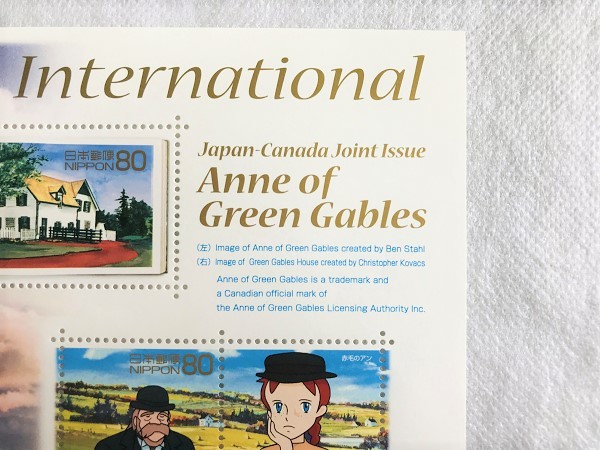 International
日本郵便
NIPPON 80
Japan-Canada Joint Issue
Anne of
Green Gables
(左) Image of Anne of Green Gables created by Ben Stahl
(右) Image of Green Gables House created by Christopher Kovacs
Anne of Green Gables is a trademark and
a Canadian official mark of
the Anne of Green Gables Licensing Authority Inc.
日本郵便
NIPPON 80
赤毛のアン